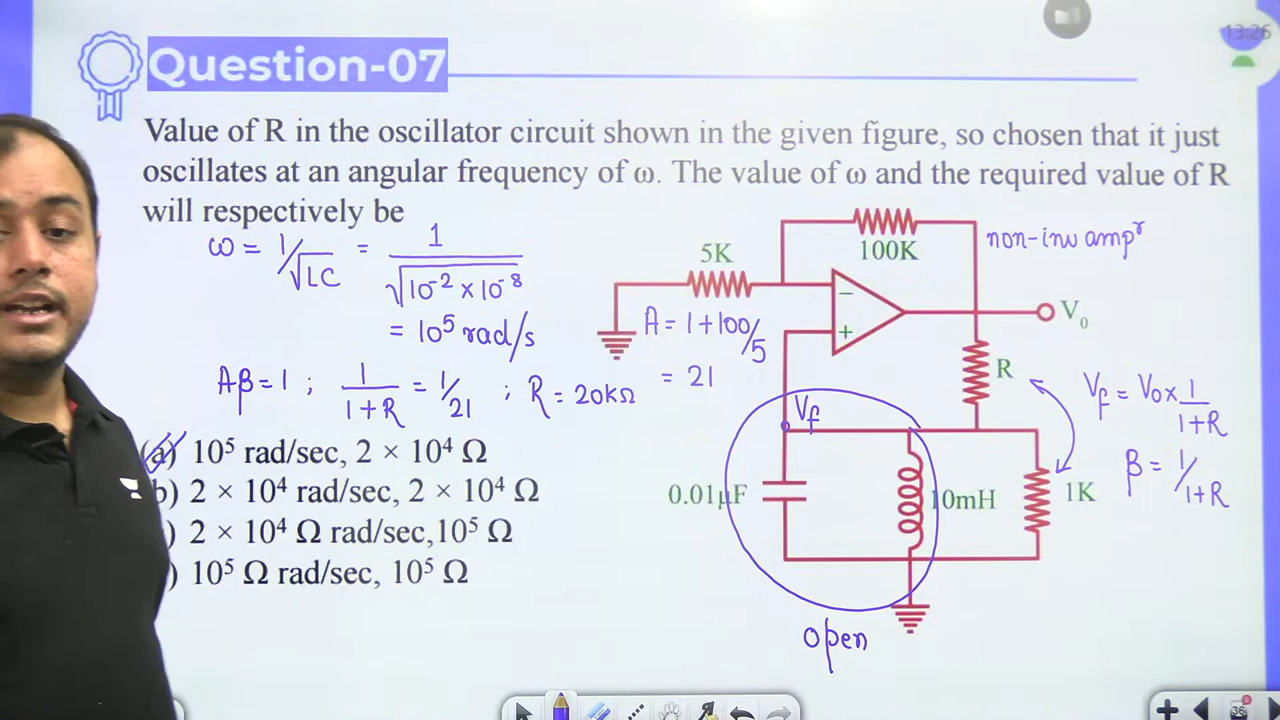 13:26
Question-07
Value of R in the oscillator circuit shown in the given figure, so chosen that it just
oscillates at an angular frequency of ω. The value of ω and the required value of R
will respectively be
ω = 1/√LC = 1/√10⁻² × 10⁻⁸
= 10⁵ rad/s
Aβ = 1 ; 1/1+R = 1/21 ; R = 20kΩ
(a) 10⁵ rad/sec, 2 × 10⁴ Ω
b) 2 × 10⁴ rad/sec, 2 × 10⁴ Ω
) 2 × 10⁴ Ω rad/sec,10⁵ Ω
) 10⁵ Ω rad/sec, 10⁵ Ω
100K
non-inv ampʳ
5K
A = 1 + 100/5
= 21
−
+
V₀
R
Vf
Vf = V₀ × 1/1+R
β = 1/1+R
0.01μF
10mH
1K
open
36